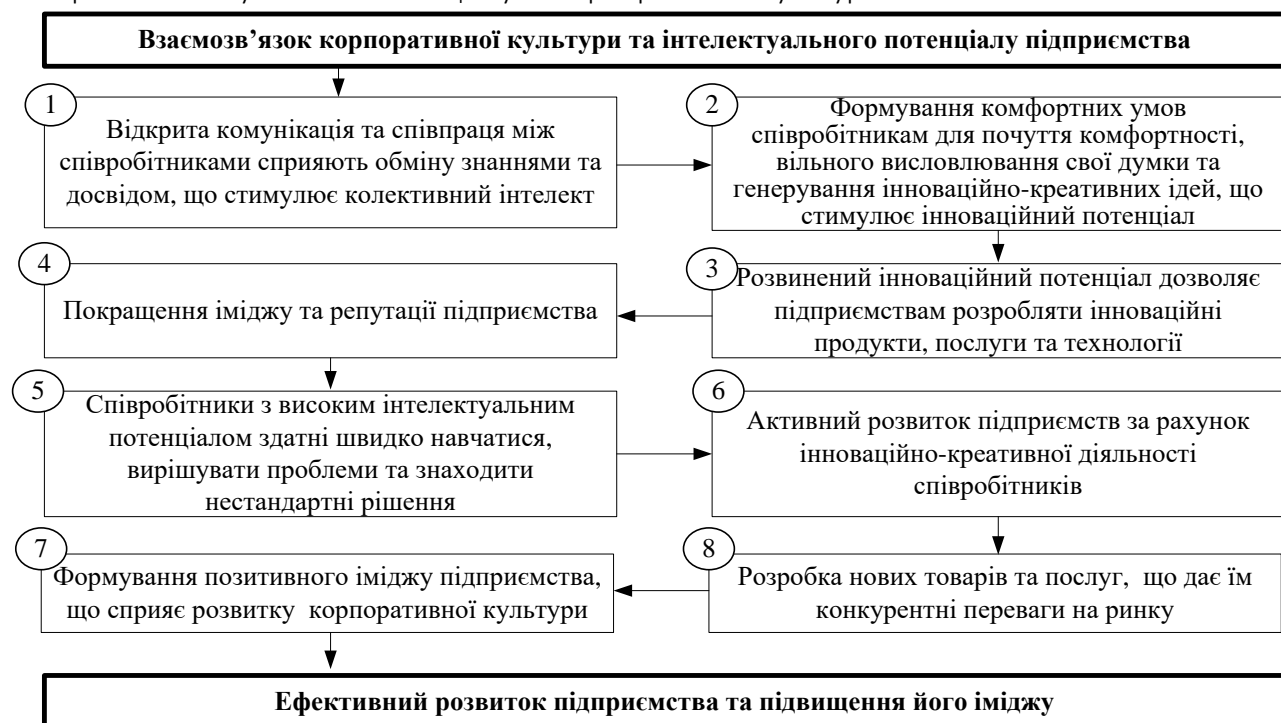 Взаємозв’язок корпоративної культури та інтелектуального потенціалу підприємства
1
Відкрита комунікація та співпраця між
співробітниками сприяють обміну знаннями та
досвідом, що стимулює колективний інтелект
2
Формування комфортних умов
співробітникам для почуття комфортності,
вільного висловлювання свої думки та
генерування інноваційно-креативних ідей, що
стимулює інноваційний потенціал
4
Покращення іміджу та репутації підприємства
3
Розвинений інноваційний потенціал дозволяє
підприємствам розробляти інноваційні
продукти, послуги та технології
5
Співробітники з високим інтелектуальним
потенціалом здатні швидко навчатися,
вирішувати проблеми та знаходити
нестандартні рішення
6
Активний розвиток підприємств за рахунок
інноваційно-креативної діяльності
співробітників
7
Формування позитивного іміджу підприємства,
що сприяє розвитку корпоративної культури
8
Розробка нових товарів та послуг, що дає їм
конкурентні переваги на ринку
Ефективний розвиток підприємства та підвищення його іміджу